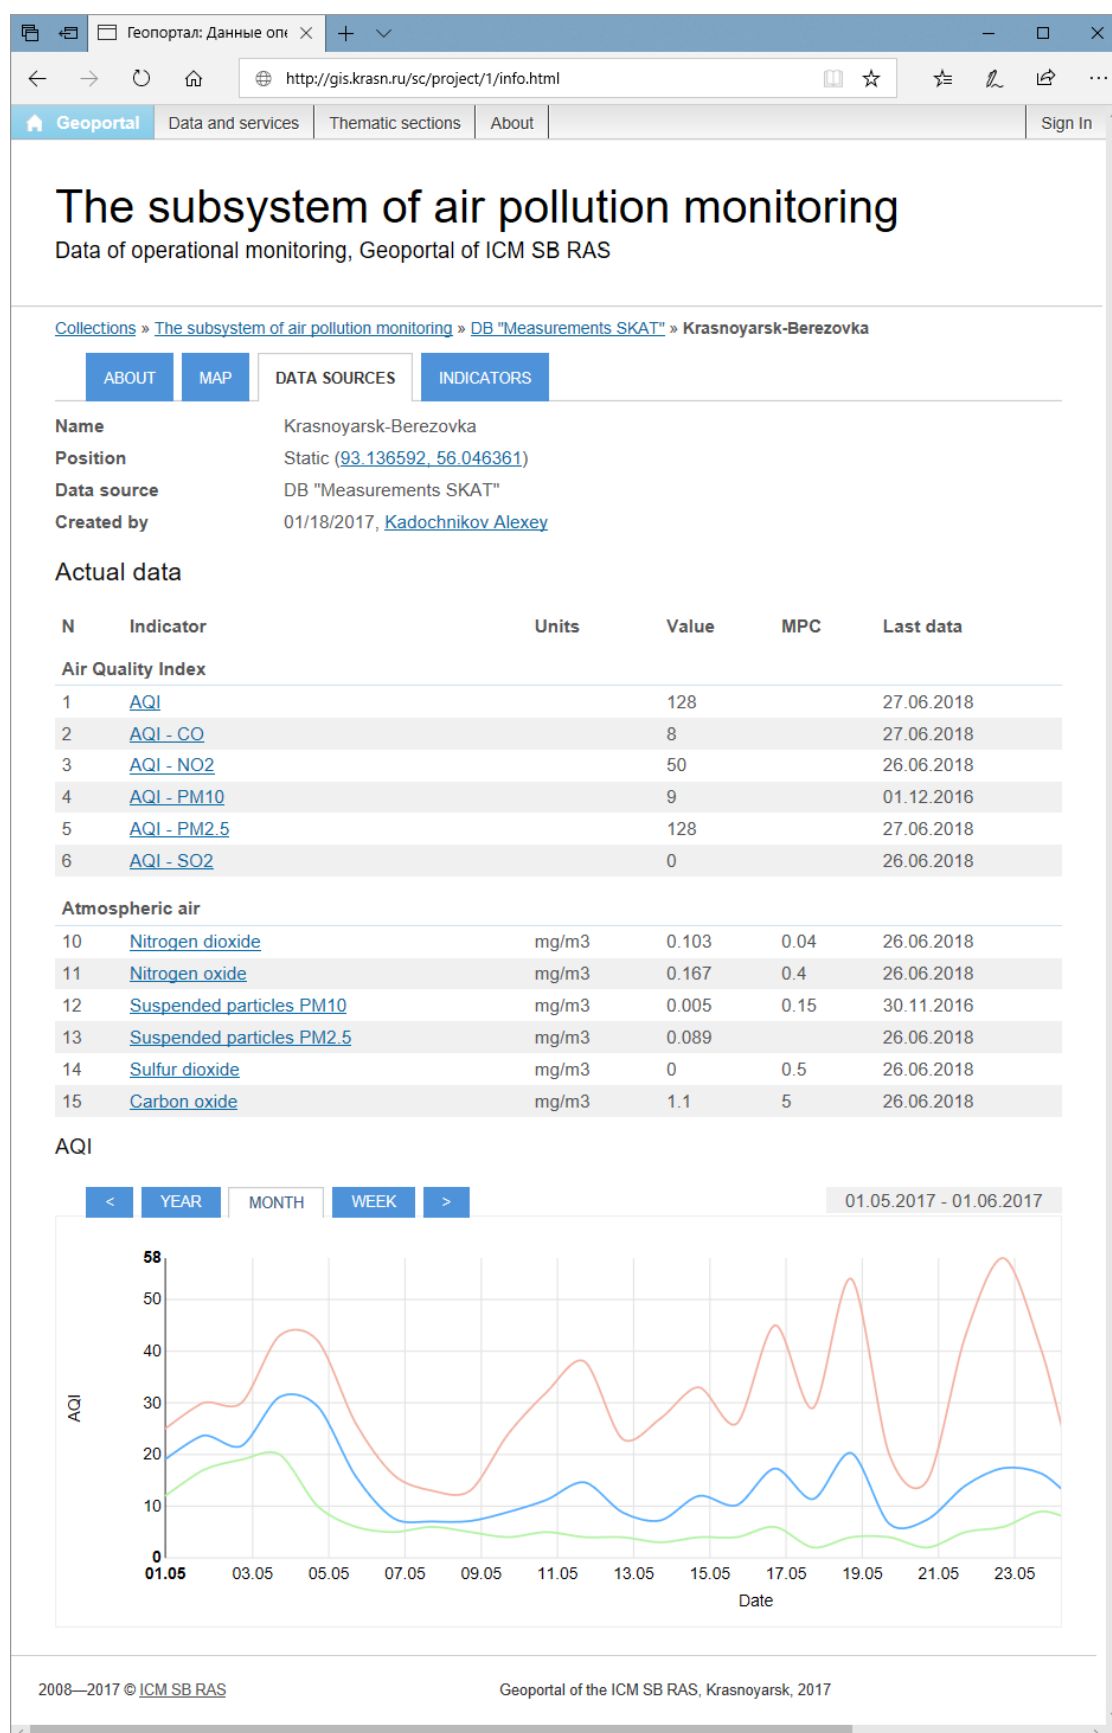 Геопортал: Данные опе
http://gis.krasn.ru/sc/project/1/info.html
Geoportal Data and services Thematic sections About Sign In
The subsystem of air pollution monitoring
Data of operational monitoring, Geoportal of ICM SB RAS
Collections » The subsystem of air pollution monitoring » DB "Measurements SKAT" » Krasnoyarsk-Berezovka
ABOUT MAP DATA SOURCES INDICATORS
Name Krasnoyarsk-Berezovka
Position Static (93.136592, 56.046361)
Data source DB "Measurements SKAT"
Created by 01/18/2017, Kadochnikov Alexey
Actual data
N Indicator Units Value MPC Last data
Air Quality Index
1 AQI 128 27.06.2018
2 AQI - CO 8 27.06.2018
3 AQI - NO2 50 26.06.2018
4 AQI - PM10 9 01.12.2016
5 AQI - PM2.5 128 27.06.2018
6 AQI - SO2 0 26.06.2018
Atmospheric air
10 Nitrogen dioxide mg/m3 0.103 0.04 26.06.2018
11 Nitrogen oxide mg/m3 0.167 0.4 26.06.2018
12 Suspended particles PM10 mg/m3 0.005 0.15 30.11.2016
13 Suspended particles PM2.5 mg/m3 0.089 26.06.2018
14 Sulfur dioxide mg/m3 0 0.5 26.06.2018
15 Carbon oxide mg/m3 1.1 5 26.06.2018
AQI
< YEAR MONTH WEEK > 01.05.2017 - 01.06.2017
58
50
40
30
20
10
0
AQI
01.05 03.05 05.05 07.05 09.05 11.05 13.05 15.05 17.05 19.05 21.05 23.05
Date
2008—2017 © ICM SB RAS Geoportal of the ICM SB RAS, Krasnoyarsk, 2017